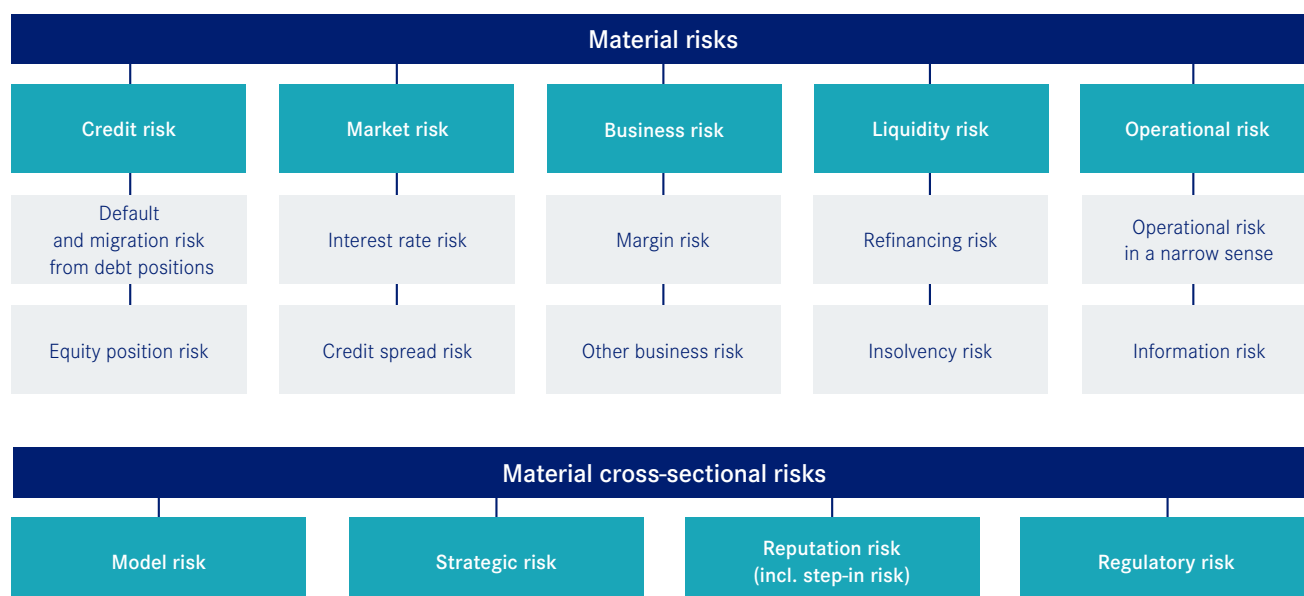 Material risks
Credit risk
Market risk
Business risk
Liquidity risk
Operational risk
Default
and migration risk
from debt positions
Interest rate risk
Margin risk
Refinancing risk
Operational risk
in a narrow sense
Equity position risk
Credit spread risk
Other business risk
Insolvency risk
Information risk
Material cross-sectional risks
Model risk
Strategic risk
Reputation risk
(incl. step-in risk)
Regulatory risk